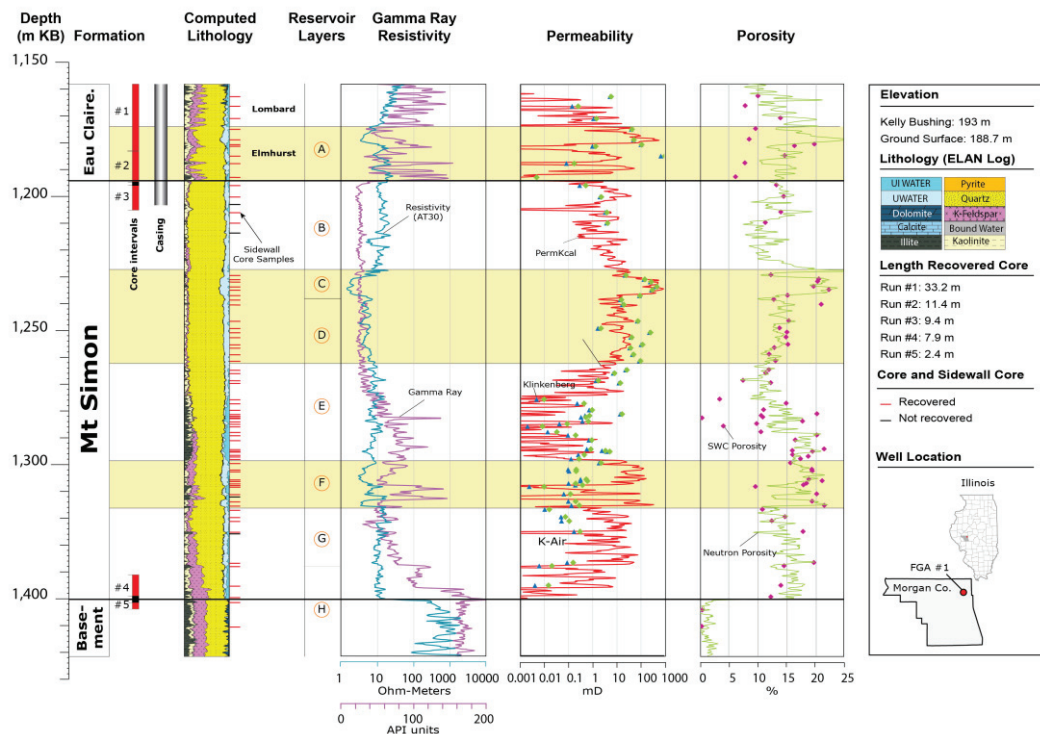 Depth
(m KB)
Formation
Computed
Lithology
Reservoir
Layers
Gamma Ray
Resistivity
Permeability
Porosity
1,150
1,200
1,250
1,300
1,350
1,400
Eau Claire.
Mt Simon
Base-
ment
#1
#2
#3
#4
#5
Core intervals
Casing
Sidewall
Core Samples
Lombard
Elmhurst
A
B
C
D
E
F
G
H
Resistivity
(AT30)
Gamma Ray
PermKcal
Klinkenberg
K-Air
SWC Porosity
Neutron Porosity
1 10 100 1000 10000
Ohm-Meters
0 100 200
API units
0.001 0.01 0.1 1 10 100 1000
mD
0 5 10 15 20 25
%
Elevation
Kelly Bushing: 193 m
Ground Surface: 188.7 m
Lithology (ELAN Log)
UI WATER
Pyrite
UWATER
Quartz
Dolomite
K-Feldspar
Calcite
Bound Water
Illite
Kaolinite
Length Recovered Core
Run #1: 33.2 m
Run #2: 11.4 m
Run #3: 9.4 m
Run #4: 7.9 m
Run #5: 2.4 m
Core and Sidewall Core
Recovered
Not recovered
Well Location
Illinois
FGA #1
Morgan Co.